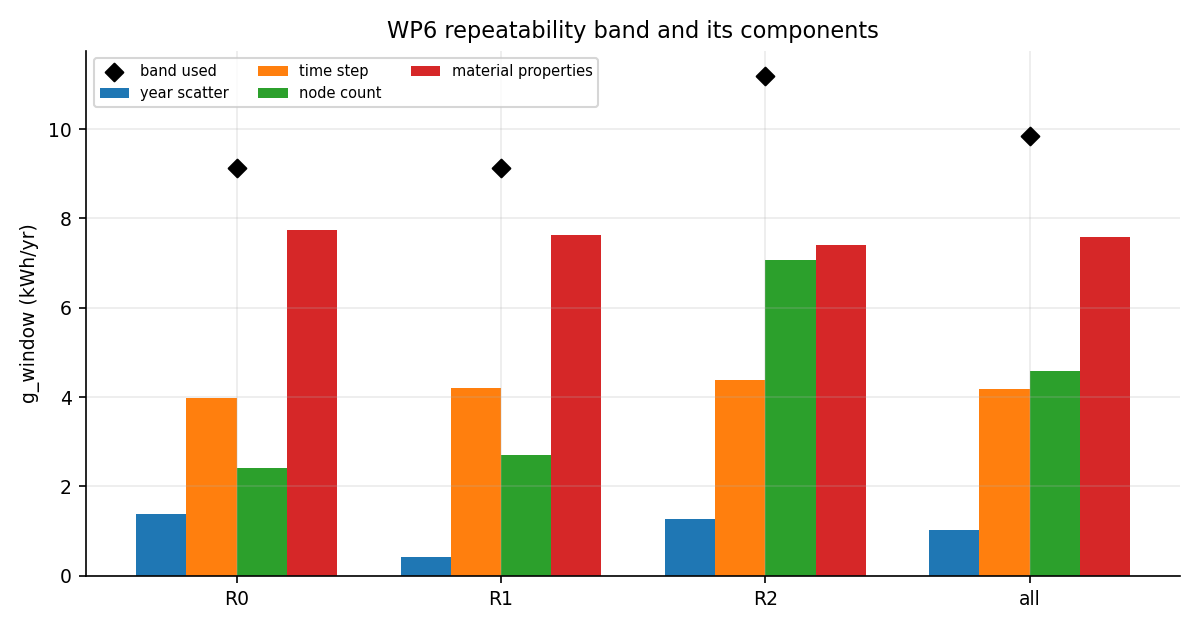 WP6 repeatability band and its components
band used
year scatter
time step
node count
material properties
g_window (kWh/yr)
10
8
6
4
2
0
R0
R1
R2
all